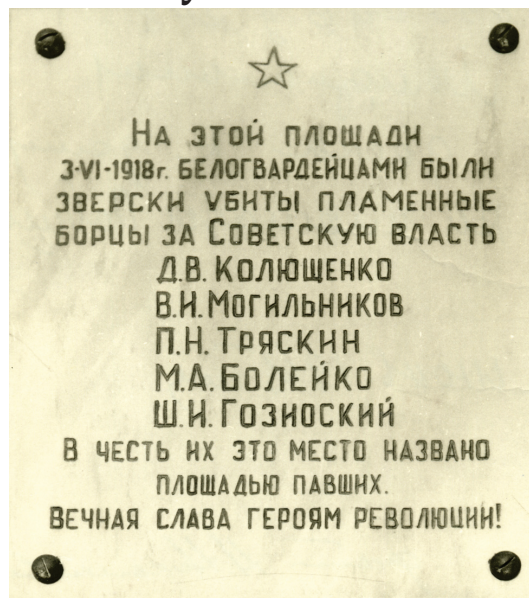 На этой площади
3-VI-1918г. белогвардейцами были
зверски убиты пламенные
борцы за Советскую власть
Д.В. Колющенко
В.И. Могильников
П.Н. Тряскин
М.А. Болейко
Ш.И. Гозиоский
В честь их это место названо
площадью павших.
Вечная слава героям революции!